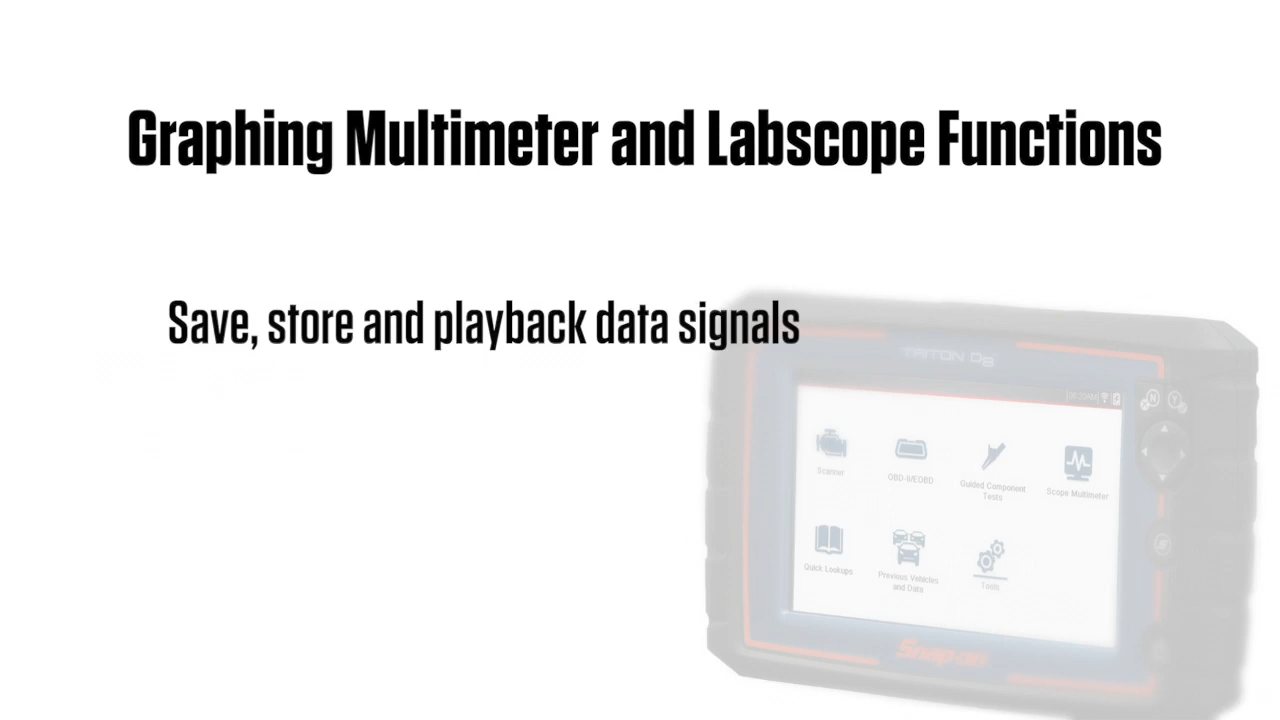 Graphing Multimeter and Labscope Functions
Save, store and playback data signals
TRITON D8
Scanner
OBD-II/EOBD
Guided Component
Tests
Scope Multimeter
Quick Lookups
Previous Vehicles
and Data
Tools
N
Y
Snap-on